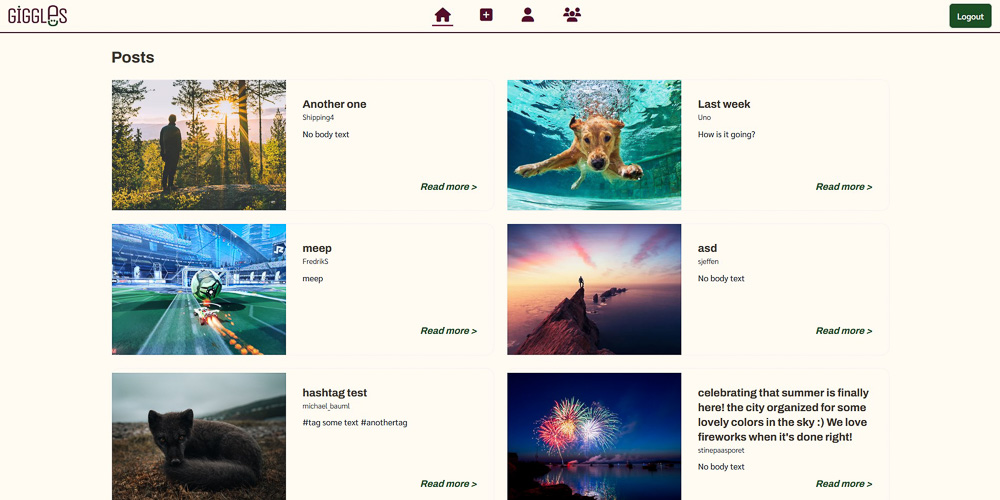 GIGGLES
Logout
Posts
Another one
Shipping4
No body text
Read more >
Last week
Uno
How is it going?
Read more >
meep
FredrikS
meep
Read more >
asd
sjeffen
No body text
Read more >
hashtag test
michael_bauml
#tag some text #anothertag
Read more >
celebrating that summer is finally
here! the city organized for some
lovely colors in the sky :) We love
fireworks when it's done right!
stinepaasporet
No body text
Read more >